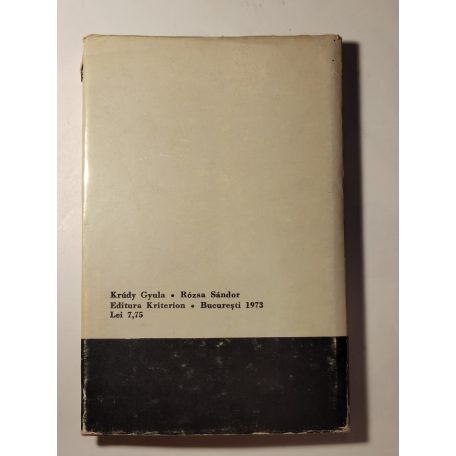 Krúdy Gyula • Rózsa Sándor
Editura Kriterion • București 1973
Lei 7,75